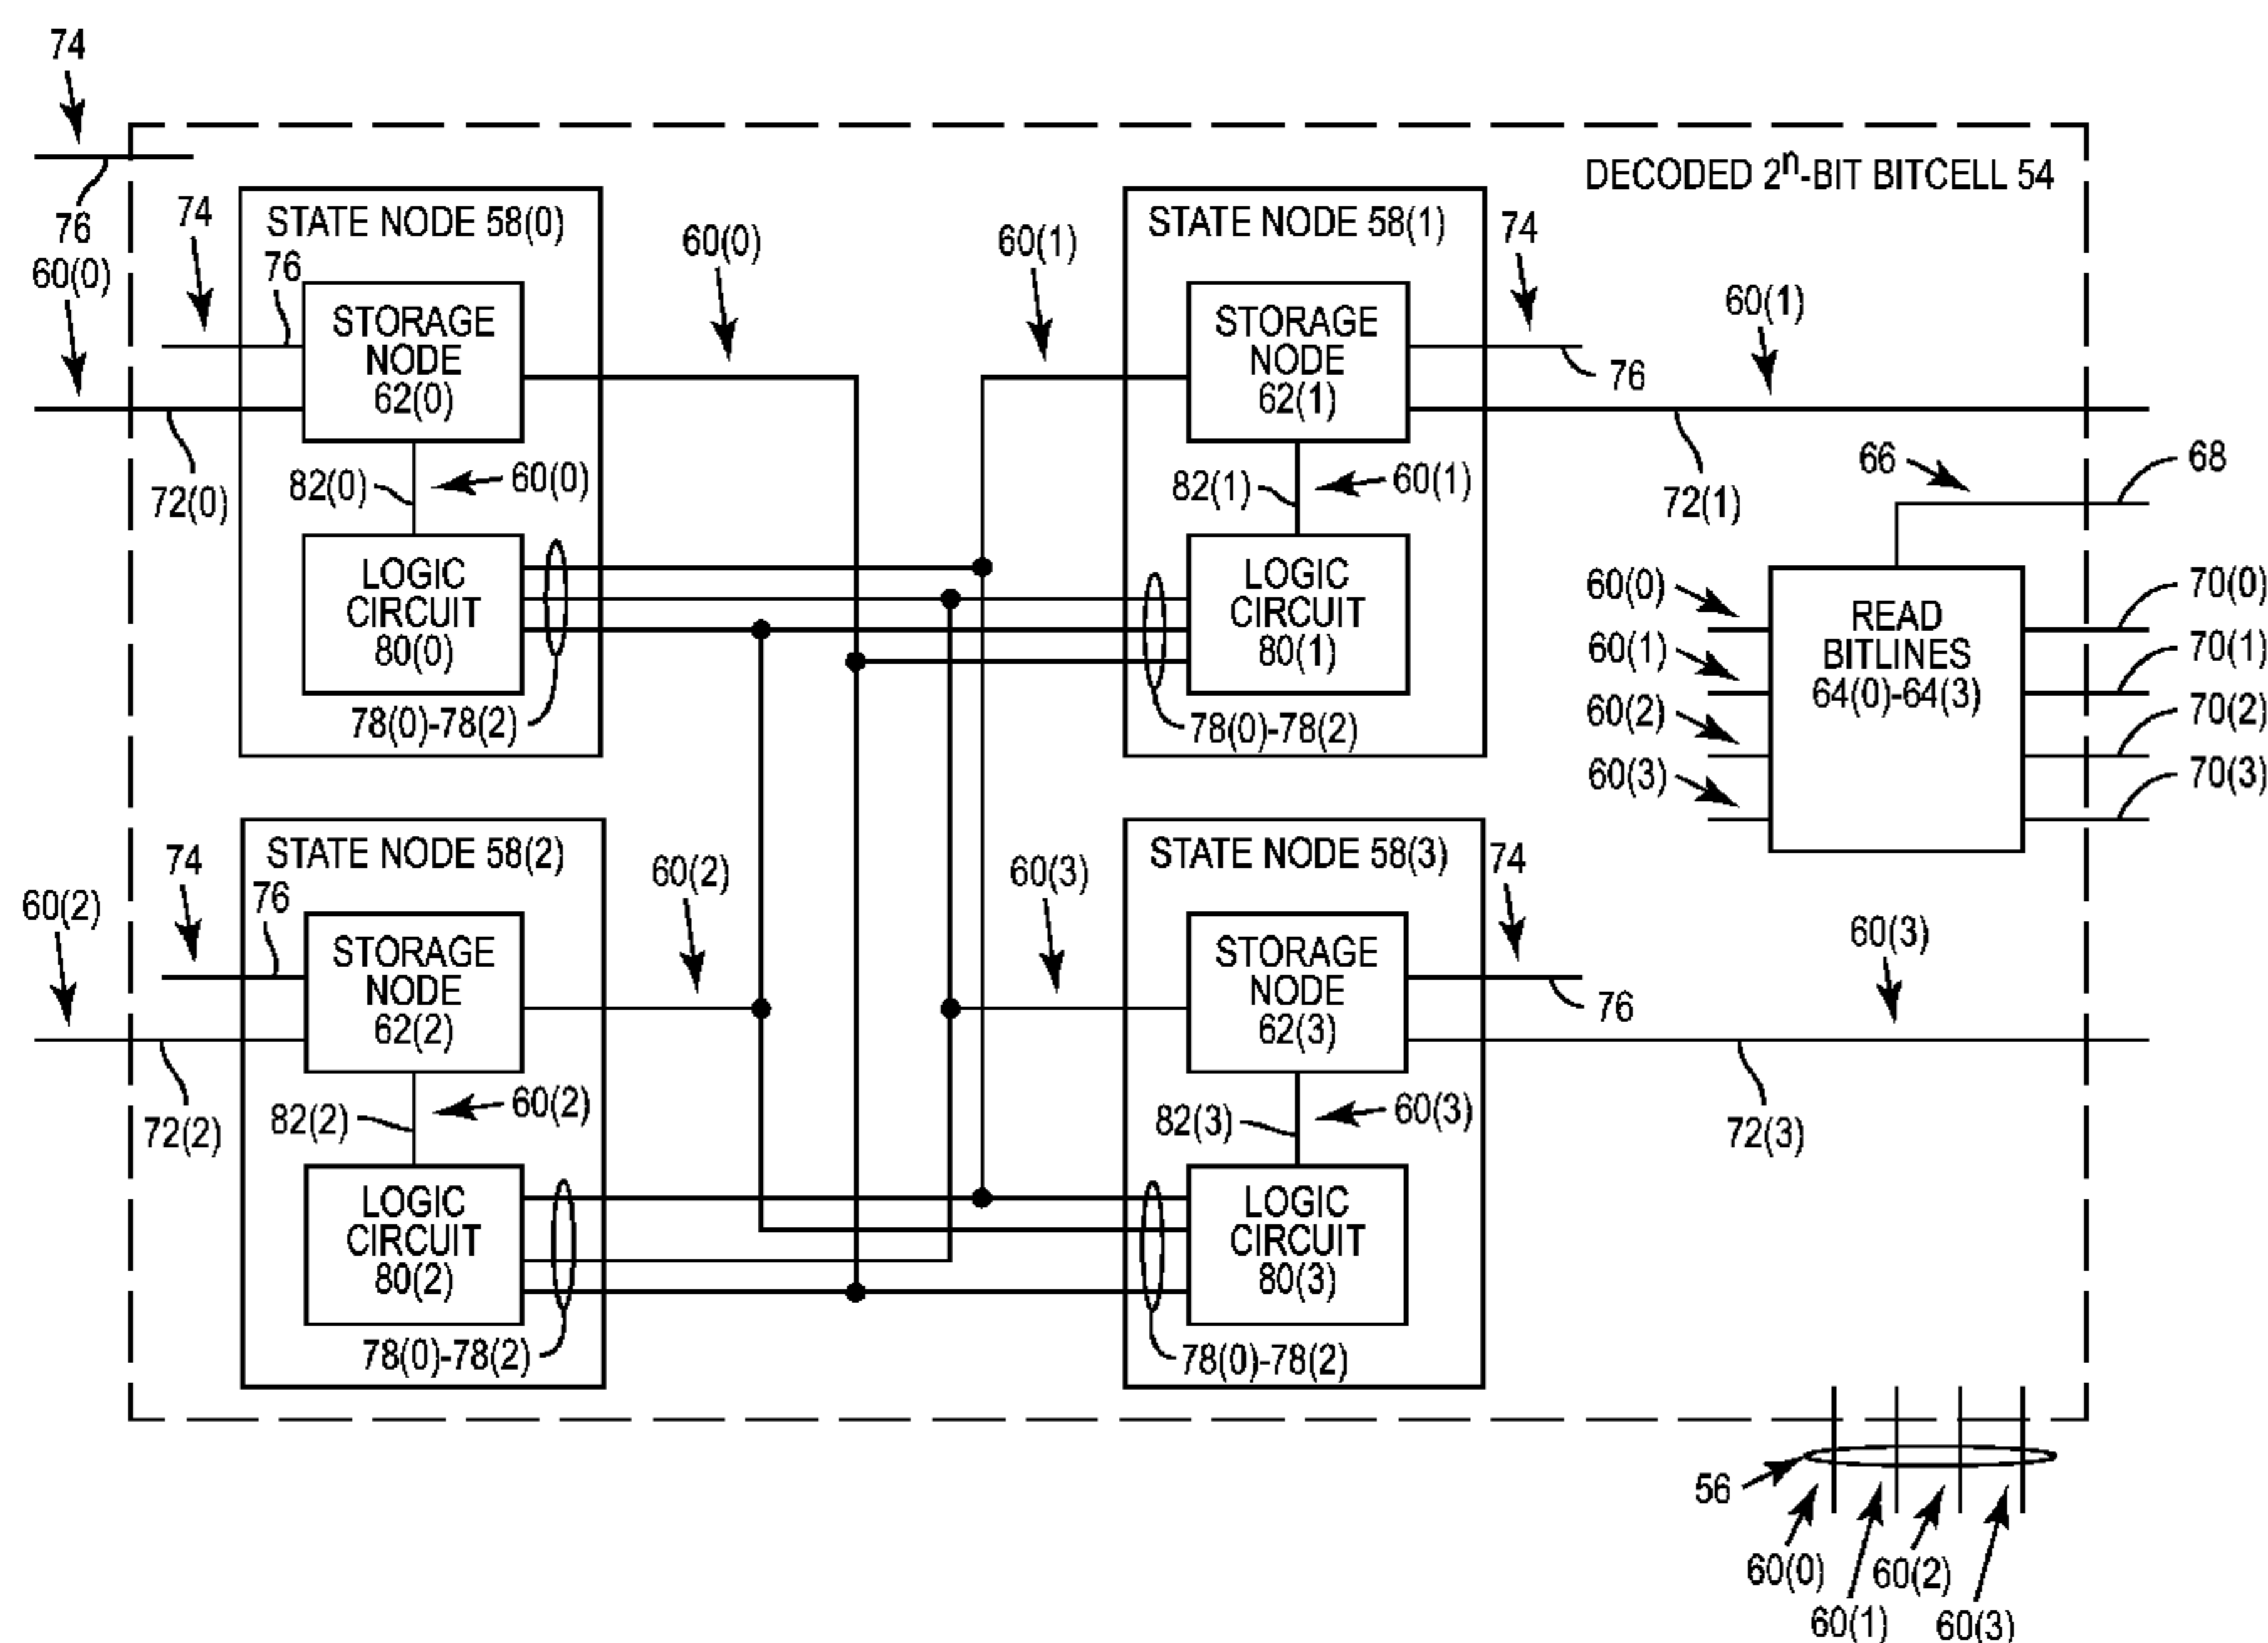 74
DECODED 2ⁿ-BIT BITCELL 54
76
60(0)
74
STATE NODE 58(0)
76
STORAGE
NODE
62(0)
60(0)
60(1)
STATE NODE 58(1)
74
STORAGE
NODE
62(1)
76
60(1)
72(0)
82(0)
60(0)
82(1)
60(1)
72(1)
66
68
LOGIC
CIRCUIT
80(0)
78(0)-78(2)
LOGIC
CIRCUIT
80(1)
78(0)-78(2)
60(0)
60(1)
60(2)
60(3)
READ
BITLINES
64(0)-64(3)
70(0)
70(1)
70(2)
70(3)
60(2)
74
STATE NODE 58(2)
76
STORAGE
NODE
62(2)
60(2)
60(3)
STATE NODE 58(3)
74
STORAGE
NODE
62(3)
76
60(3)
72(2)
82(2)
60(2)
82(3)
60(3)
72(3)
LOGIC
CIRCUIT
80(2)
78(0)-78(2)
LOGIC
CIRCUIT
80(3)
78(0)-78(2)
56
60(0)
60(1)
60(2)
60(3)